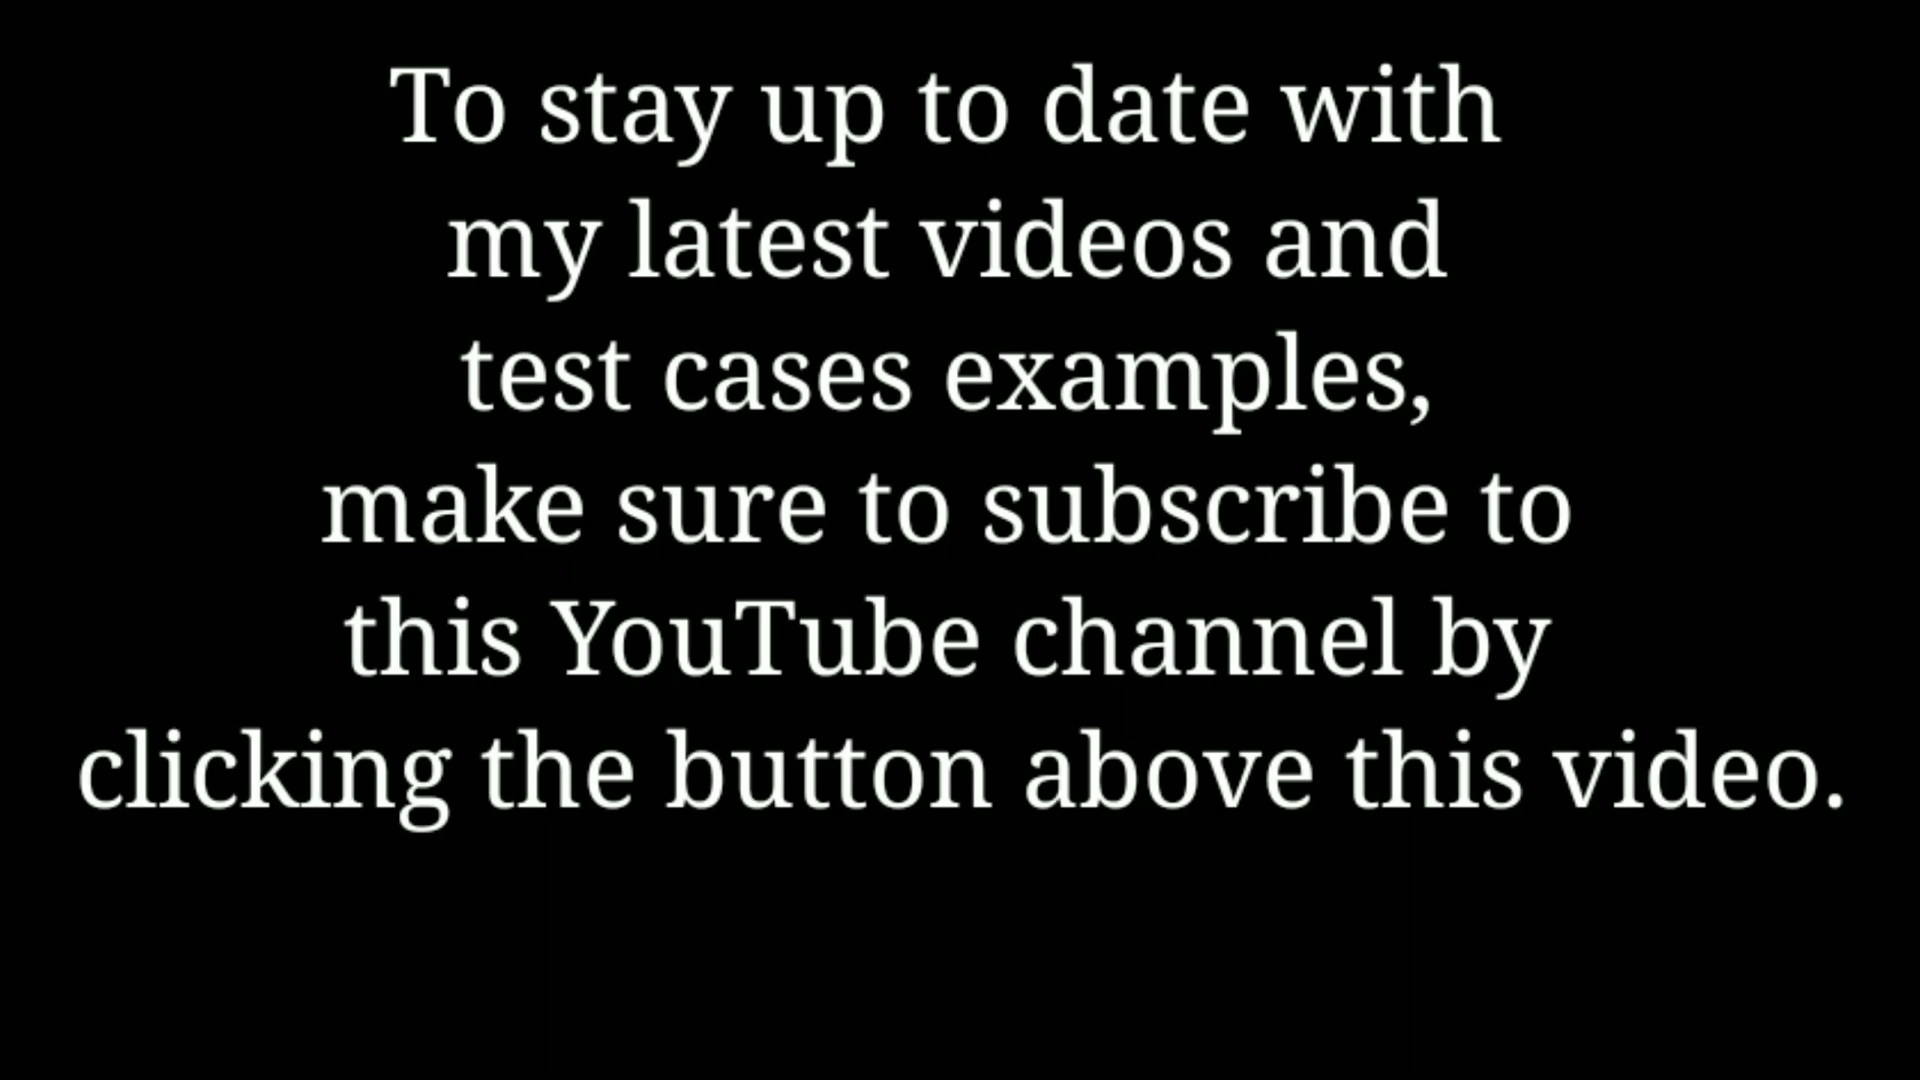 To stay up to date with
my latest videos and
test cases examples,
make sure to subscribe to
this YouTube channel by
clicking the button above this video.